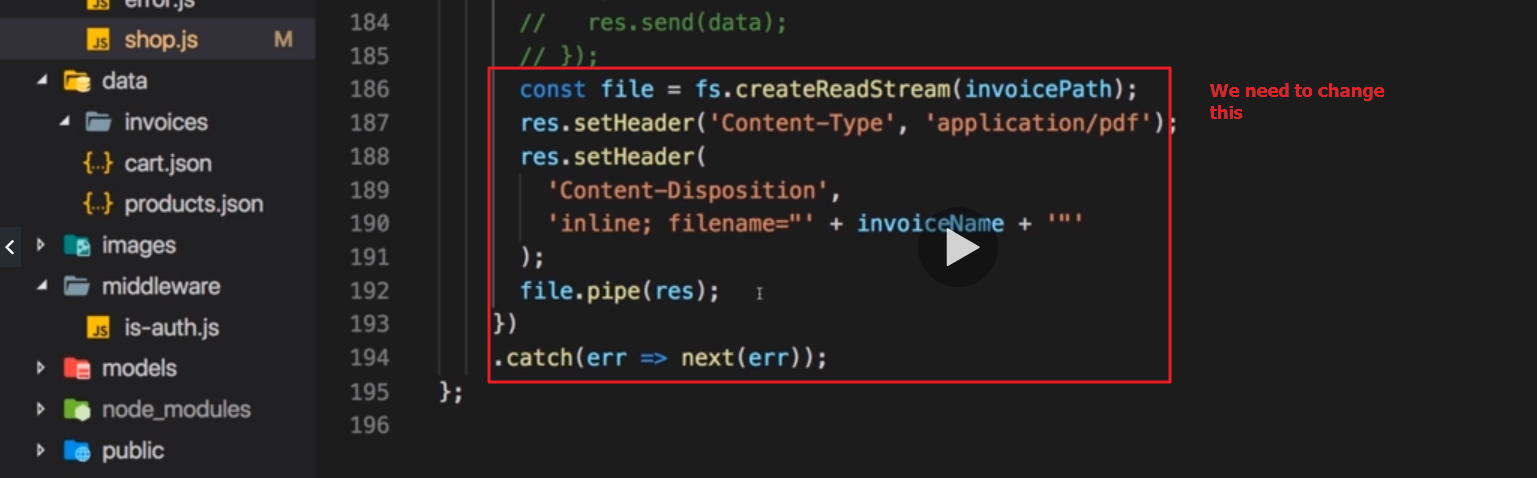 error.js
shop.js M
data
invoices
{...} cart.json
{...} products.json
images
middleware
is-auth.js
models
node_modules
public
184 //   res.send(data);
185 // });
186 const file = fs.createReadStream(invoicePath);
187 res.setHeader('Content-Type', 'application/pdf');
188 res.setHeader(
189 'Content-Disposition',
190 'inline; filename="' + invoiceName + '"'
191 );
192 file.pipe(res);
193 })
194 .catch(err => next(err));
195 };
196
We need to change
this